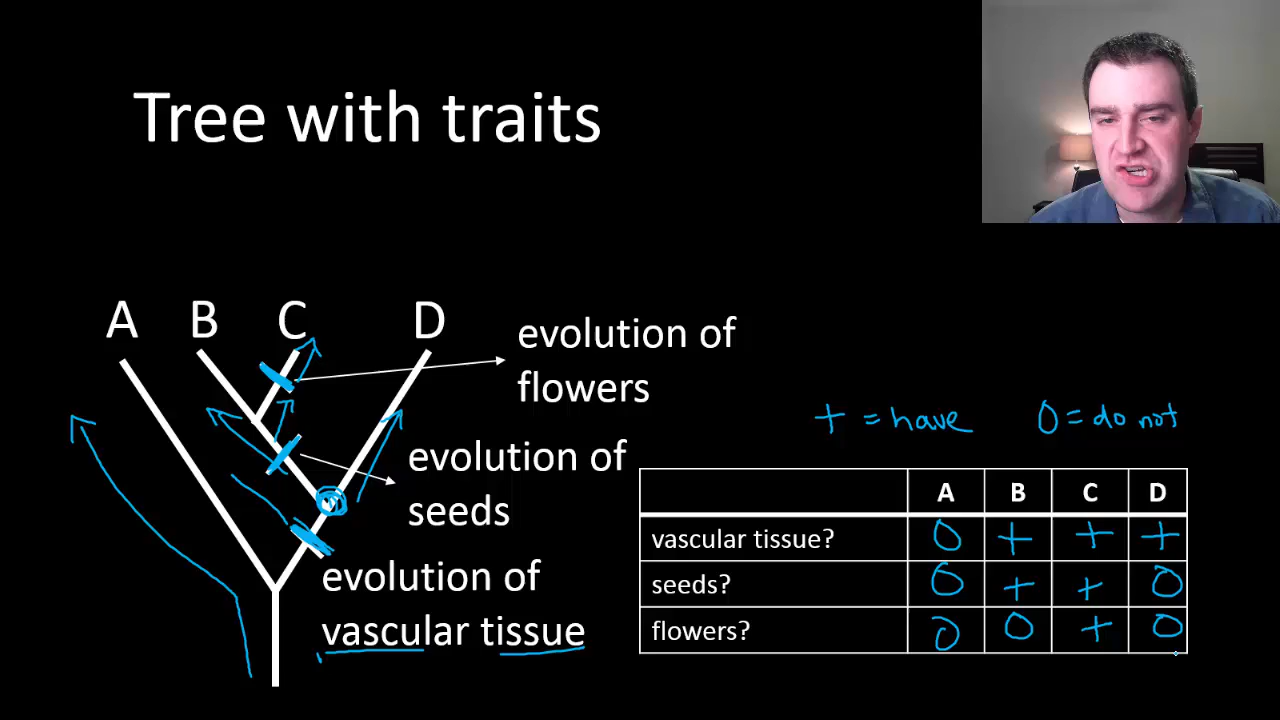 Tree with traits
A B C D
evolution of
flowers
evolution of
seeds
evolution of
vascular tissue
+ = have 0 = do not
A B C D
vascular tissue? 0 + + +
seeds? 0 + + 0
flowers? 0 0 + 0